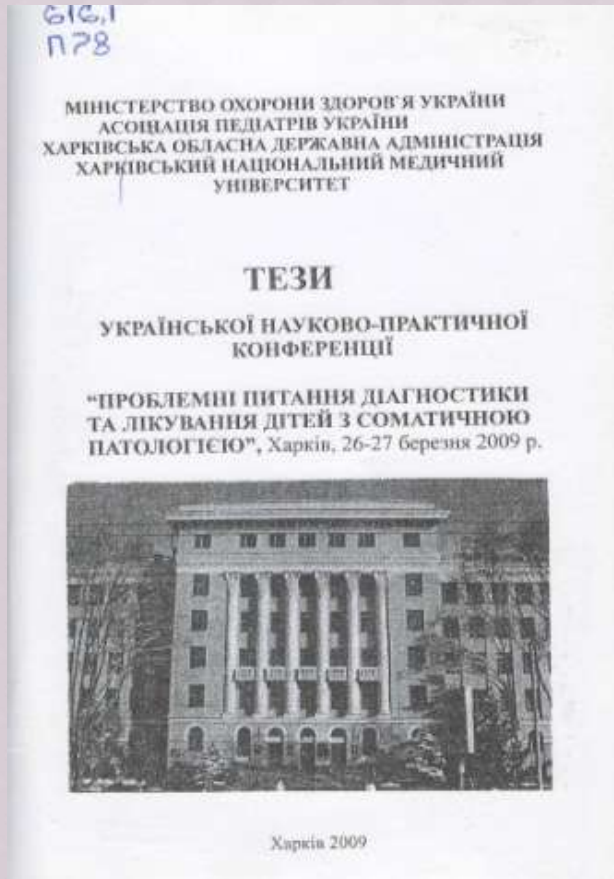 616.1
П78
МІНІСТЕРСТВО ОХОРОНИ ЗДОРОВ`Я УКРАЇНИ
АСОЦІАЦІЯ ПЕДІАТРІВ УКРАЇНИ
ХАРКІВСЬКА ОБЛАСНА ДЕРЖАВНА АДМІНІСТРАЦІЯ
ХАРКІВСЬКИЙ НАЦІОНАЛЬНИЙ МЕДИЧНИЙ
УНІВЕРСИТЕТ
ТЕЗИ
УКРАЇНСЬКОЇ НАУКОВО-ПРАКТИЧНОЇ
КОНФЕРЕНЦІЇ
“ПРОБЛЕМНІ ПИТАННЯ ДІАГНОСТИКИ
ТА ЛІКУВАННЯ ДІТЕЙ З СОМАТИЧНОЮ
ПАТОЛОГІЄЮ”, Харків, 26-27 березня 2009 р.
Харків 2009